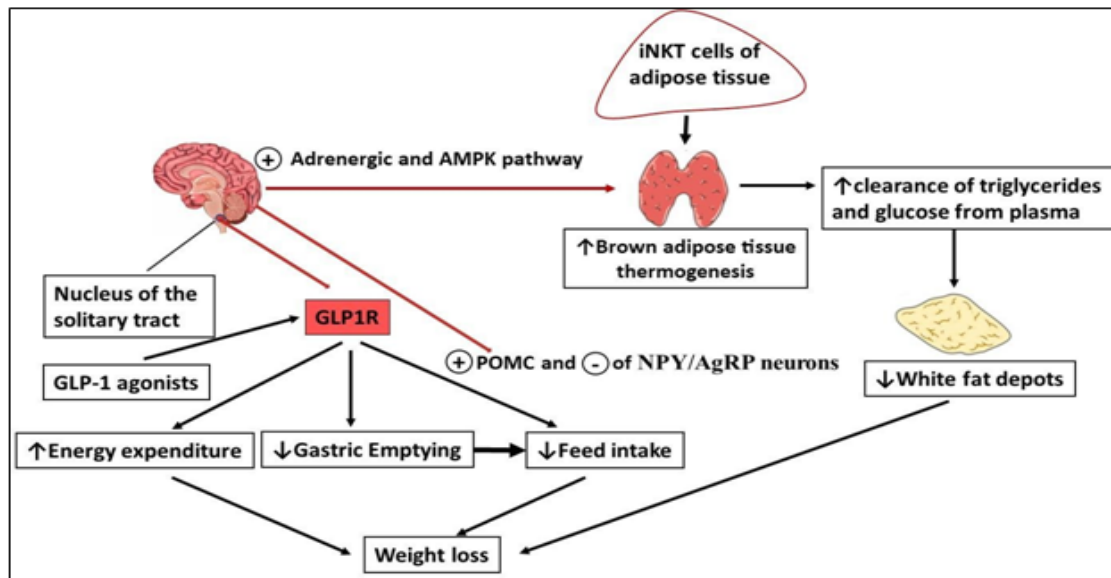 iNKT cells of
adipose tissue
+ Adrenergic and AMPK pathway
↑Brown adipose tissue
thermogenesis
↑clearance of triglycerides
and glucose from plasma
Nucleus of the
solitary tract
GLP1R
GLP-1 agonists
+ POMC and - of NPY/AgRP neurons
↓White fat depots
↑Energy expenditure
↓Gastric Emptying
↓Feed intake
Weight loss